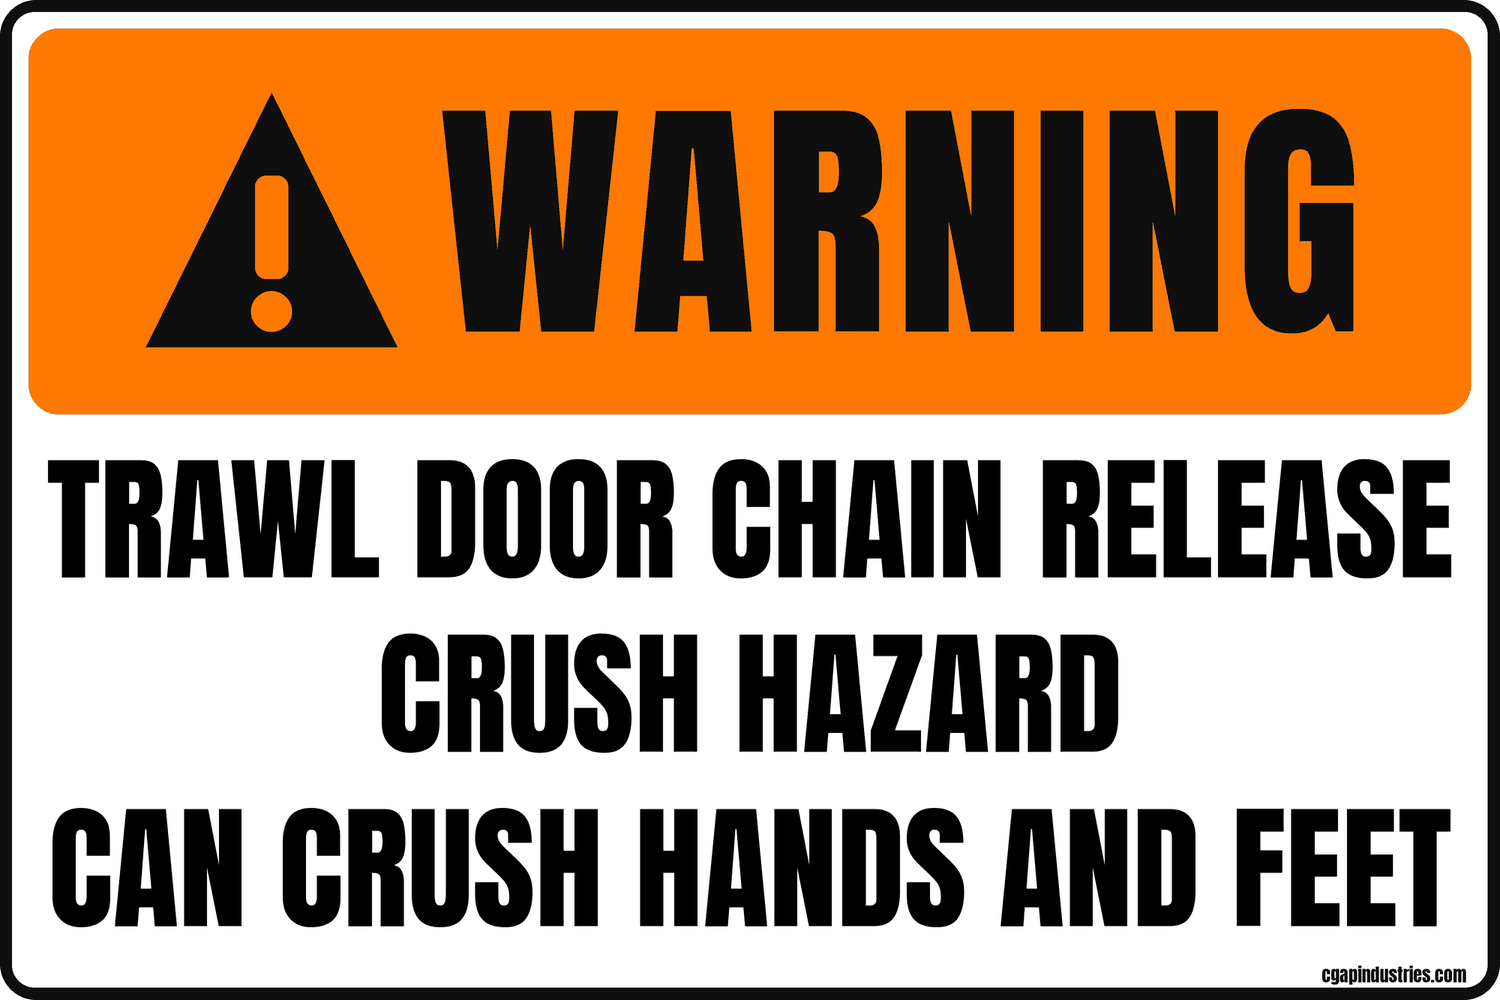 WARNING
TRAWL DOOR CHAIN RELEASE
CRUSH HAZARD
CAN CRUSH HANDS AND FEET
cgapindustries.com